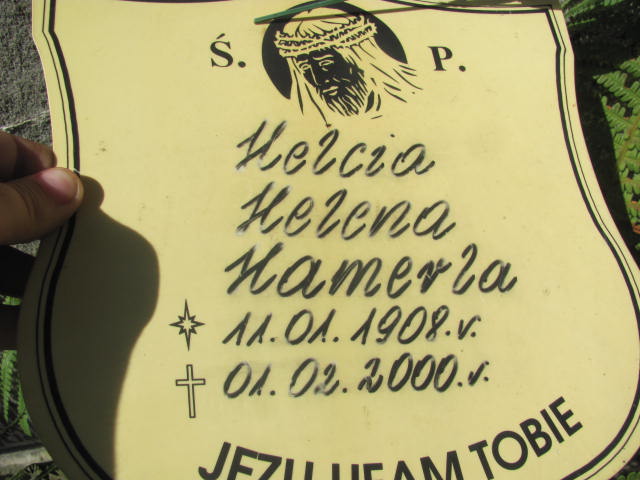 Ś. P.
Helcia
Helena
Hamerla
11.01.1908.r.
01.02.2000.r.
JEZU UFAM TOBIE